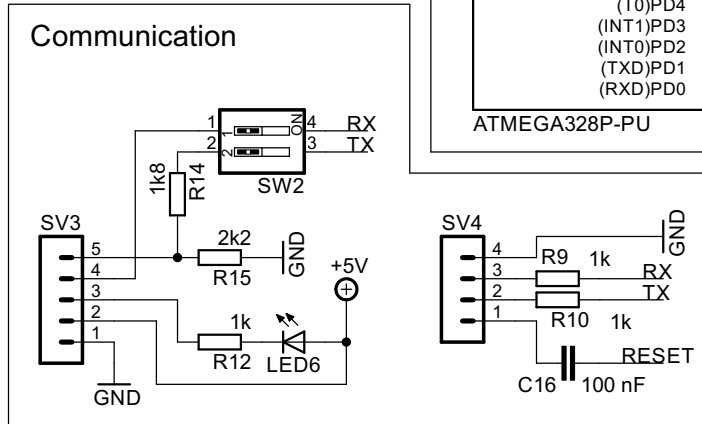 Communication
(T0)PD4
(INT1)PD3
(INT0)PD2
(TXD)PD1
(RXD)PD0
ATMEGA328P-PU
1
2
1
2
ON
4
3
RX
TX
SW2
1k8
R14
SV3
5
4
3
2
1
2k2
R15
GND
+5V
1k
R12
LED6
GND
SV4
4
3
2
1
GND
R9
1k
RX
TX
R10
1k
RESET
C16
100 nF